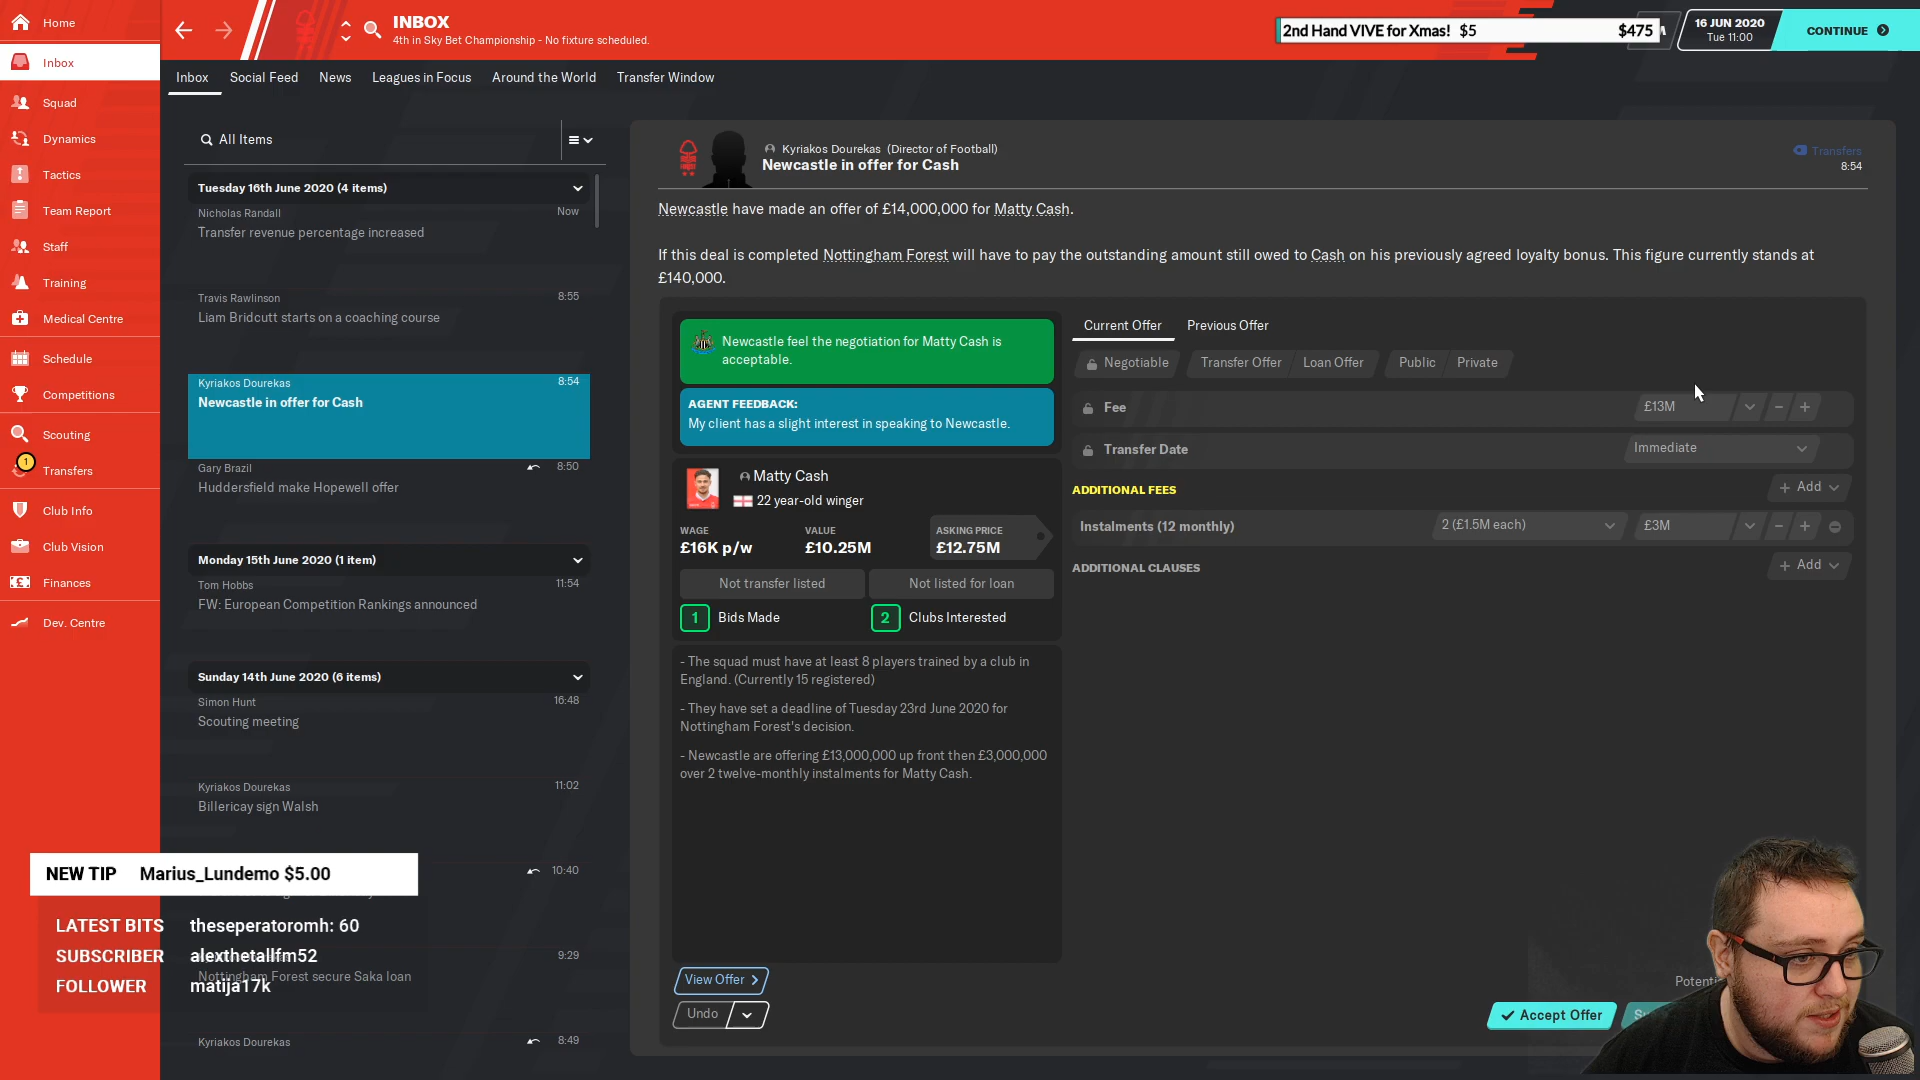 Home
Inbox
Squad
Dynamics
Tactics
Team Report
Staff
Training
Medical Centre
Schedule
Competitions
Scouting
1
Transfers
Club Info
Club Vision
Finances
Dev. Centre
INBOX
4th in Sky Bet Championship - No fixture scheduled.
2nd Hand VIVE for Xmas! $5 $475
16 JUN 2020
Tue 11:00
CONTINUE
Inbox Social Feed News Leagues in Focus Around the World Transfer Window
All Items
Tuesday 16th June 2020 (4 items)
Nicholas Randall Now
Transfer revenue percentage increased
Travis Rawlinson 8:55
Liam Bridcutt starts on a coaching course
Kyriakos Dourekas 8:54
Newcastle in offer for Cash
Gary Brazil 8:50
Huddersfield make Hopewell offer
Monday 15th June 2020 (1 item)
Tom Hobbs 11:54
FW: European Competition Rankings announced
Sunday 14th June 2020 (6 items)
Simon Hunt 16:48
Scouting meeting
Kyriakos Dourekas 11:02
Billericay sign Walsh
10:40
9:29
Nottingham Forest secure Saka loan
Kyriakos Dourekas 8:49
NEW TIP Marius_Lundemo $5.00
LATEST BITS theseperatoromh: 60
SUBSCRIBER alexthetallfm52
FOLLOWER matija17k
Kyriakos Dourekas (Director of Football)
Newcastle in offer for Cash
Transfers
8:54
Newcastle have made an offer of £14,000,000 for Matty Cash.
If this deal is completed Nottingham Forest will have to pay the outstanding amount still owed to Cash on his previously agreed loyalty bonus. This figure currently stands at
£140,000.
Newcastle feel the negotiation for Matty Cash is
acceptable.
AGENT FEEDBACK:
My client has a slight interest in speaking to Newcastle.
Matty Cash
22 year-old winger
WAGE VALUE ASKING PRICE
£16K p/w £10.25M £12.75M
Not transfer listed Not listed for loan
1 Bids Made 2 Clubs Interested
- The squad must have at least 8 players trained by a club in
England. (Currently 15 registered)
- They have set a deadline of Tuesday 23rd June 2020 for
Nottingham Forest's decision.
- Newcastle are offering £13,000,000 up front then £3,000,000
over 2 twelve-monthly instalments for Matty Cash.
View Offer
Undo
Current Offer Previous Offer
Negotiable Transfer Offer Loan Offer Public Private
Fee £13M
Transfer Date Immediate
ADDITIONAL FEES + Add
Instalments (12 monthly) 2 (£1.5M each) £3M
ADDITIONAL CLAUSES + Add
Accept Offer